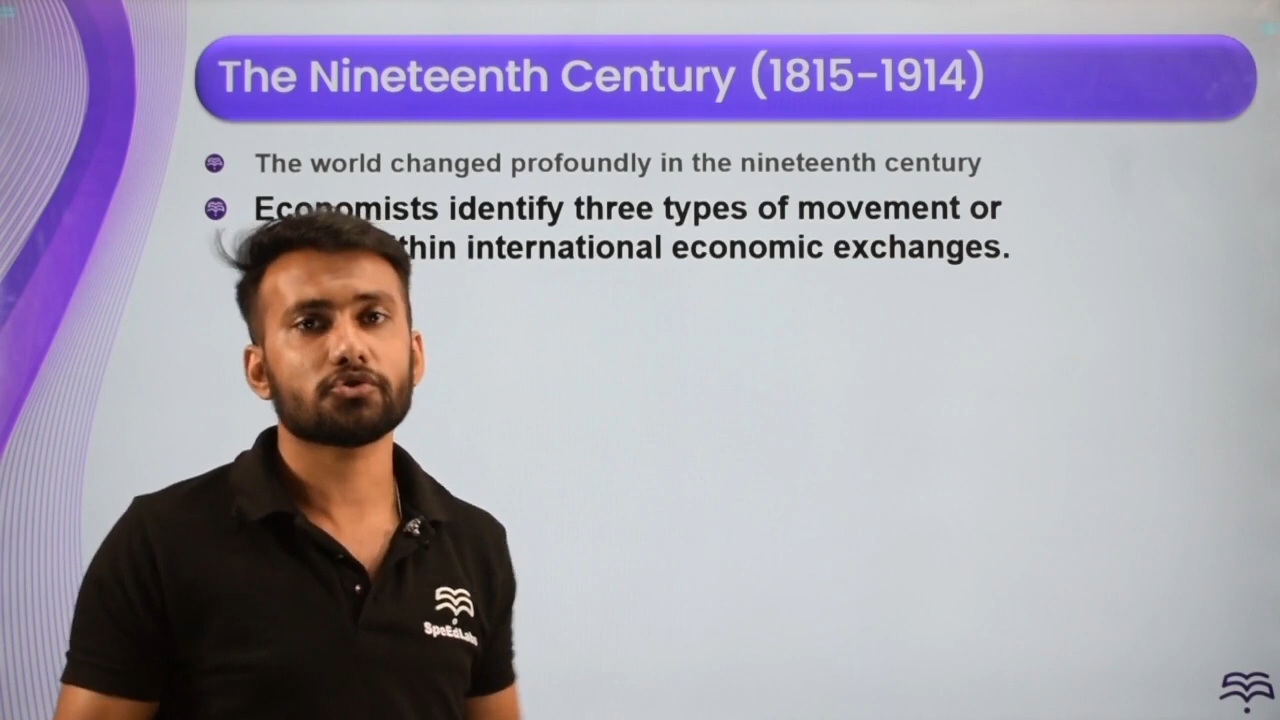 The Nineteenth Century (1815-1914)
The world changed profoundly in the nineteenth century
Economists identify three types of movement or
international economic exchanges.
SpeEdLabs